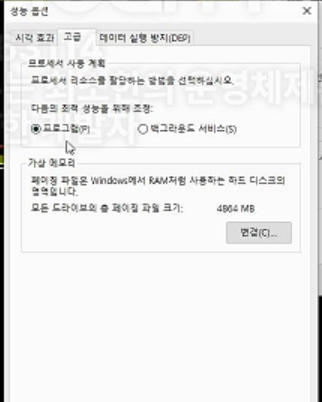 성능 옵션
시각 효과 고급 데이터 실행 방지(DEP)
프로세서 사용 계획
프로세서 리소스를 할당하는 방법을 선택하십시오.
다음의 최적 성능을 위해 조정:
프로그램(P) 백그라운드 서비스(S)
가상 메모리
페이징 파일은 Windows에서 RAM처럼 사용하는 하드 디스크의
영역입니다.
모든 드라이브의 총 페이징 파일 크기: 4864 MB
변경(C)...